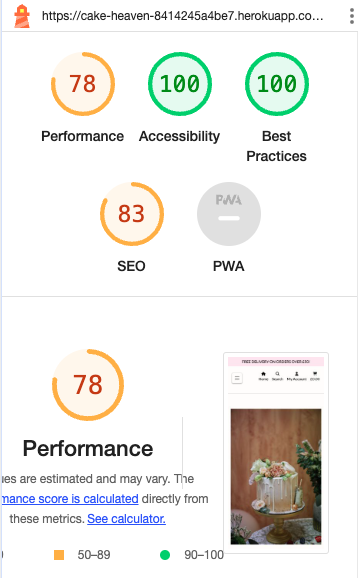 https://cake-heaven-8414245a4be7.herokuapp.co...
78
100
100
Performance
Accessibility
Best
Practices
83
PWA
SEO
PWA
78
Performance
ues are estimated and may vary. The
mance score is calculated directly from
these metrics. See calculator.
50–89
90–100
FREE DELIVERY ON ORDERS OVER £50!
Home
Search
My Account